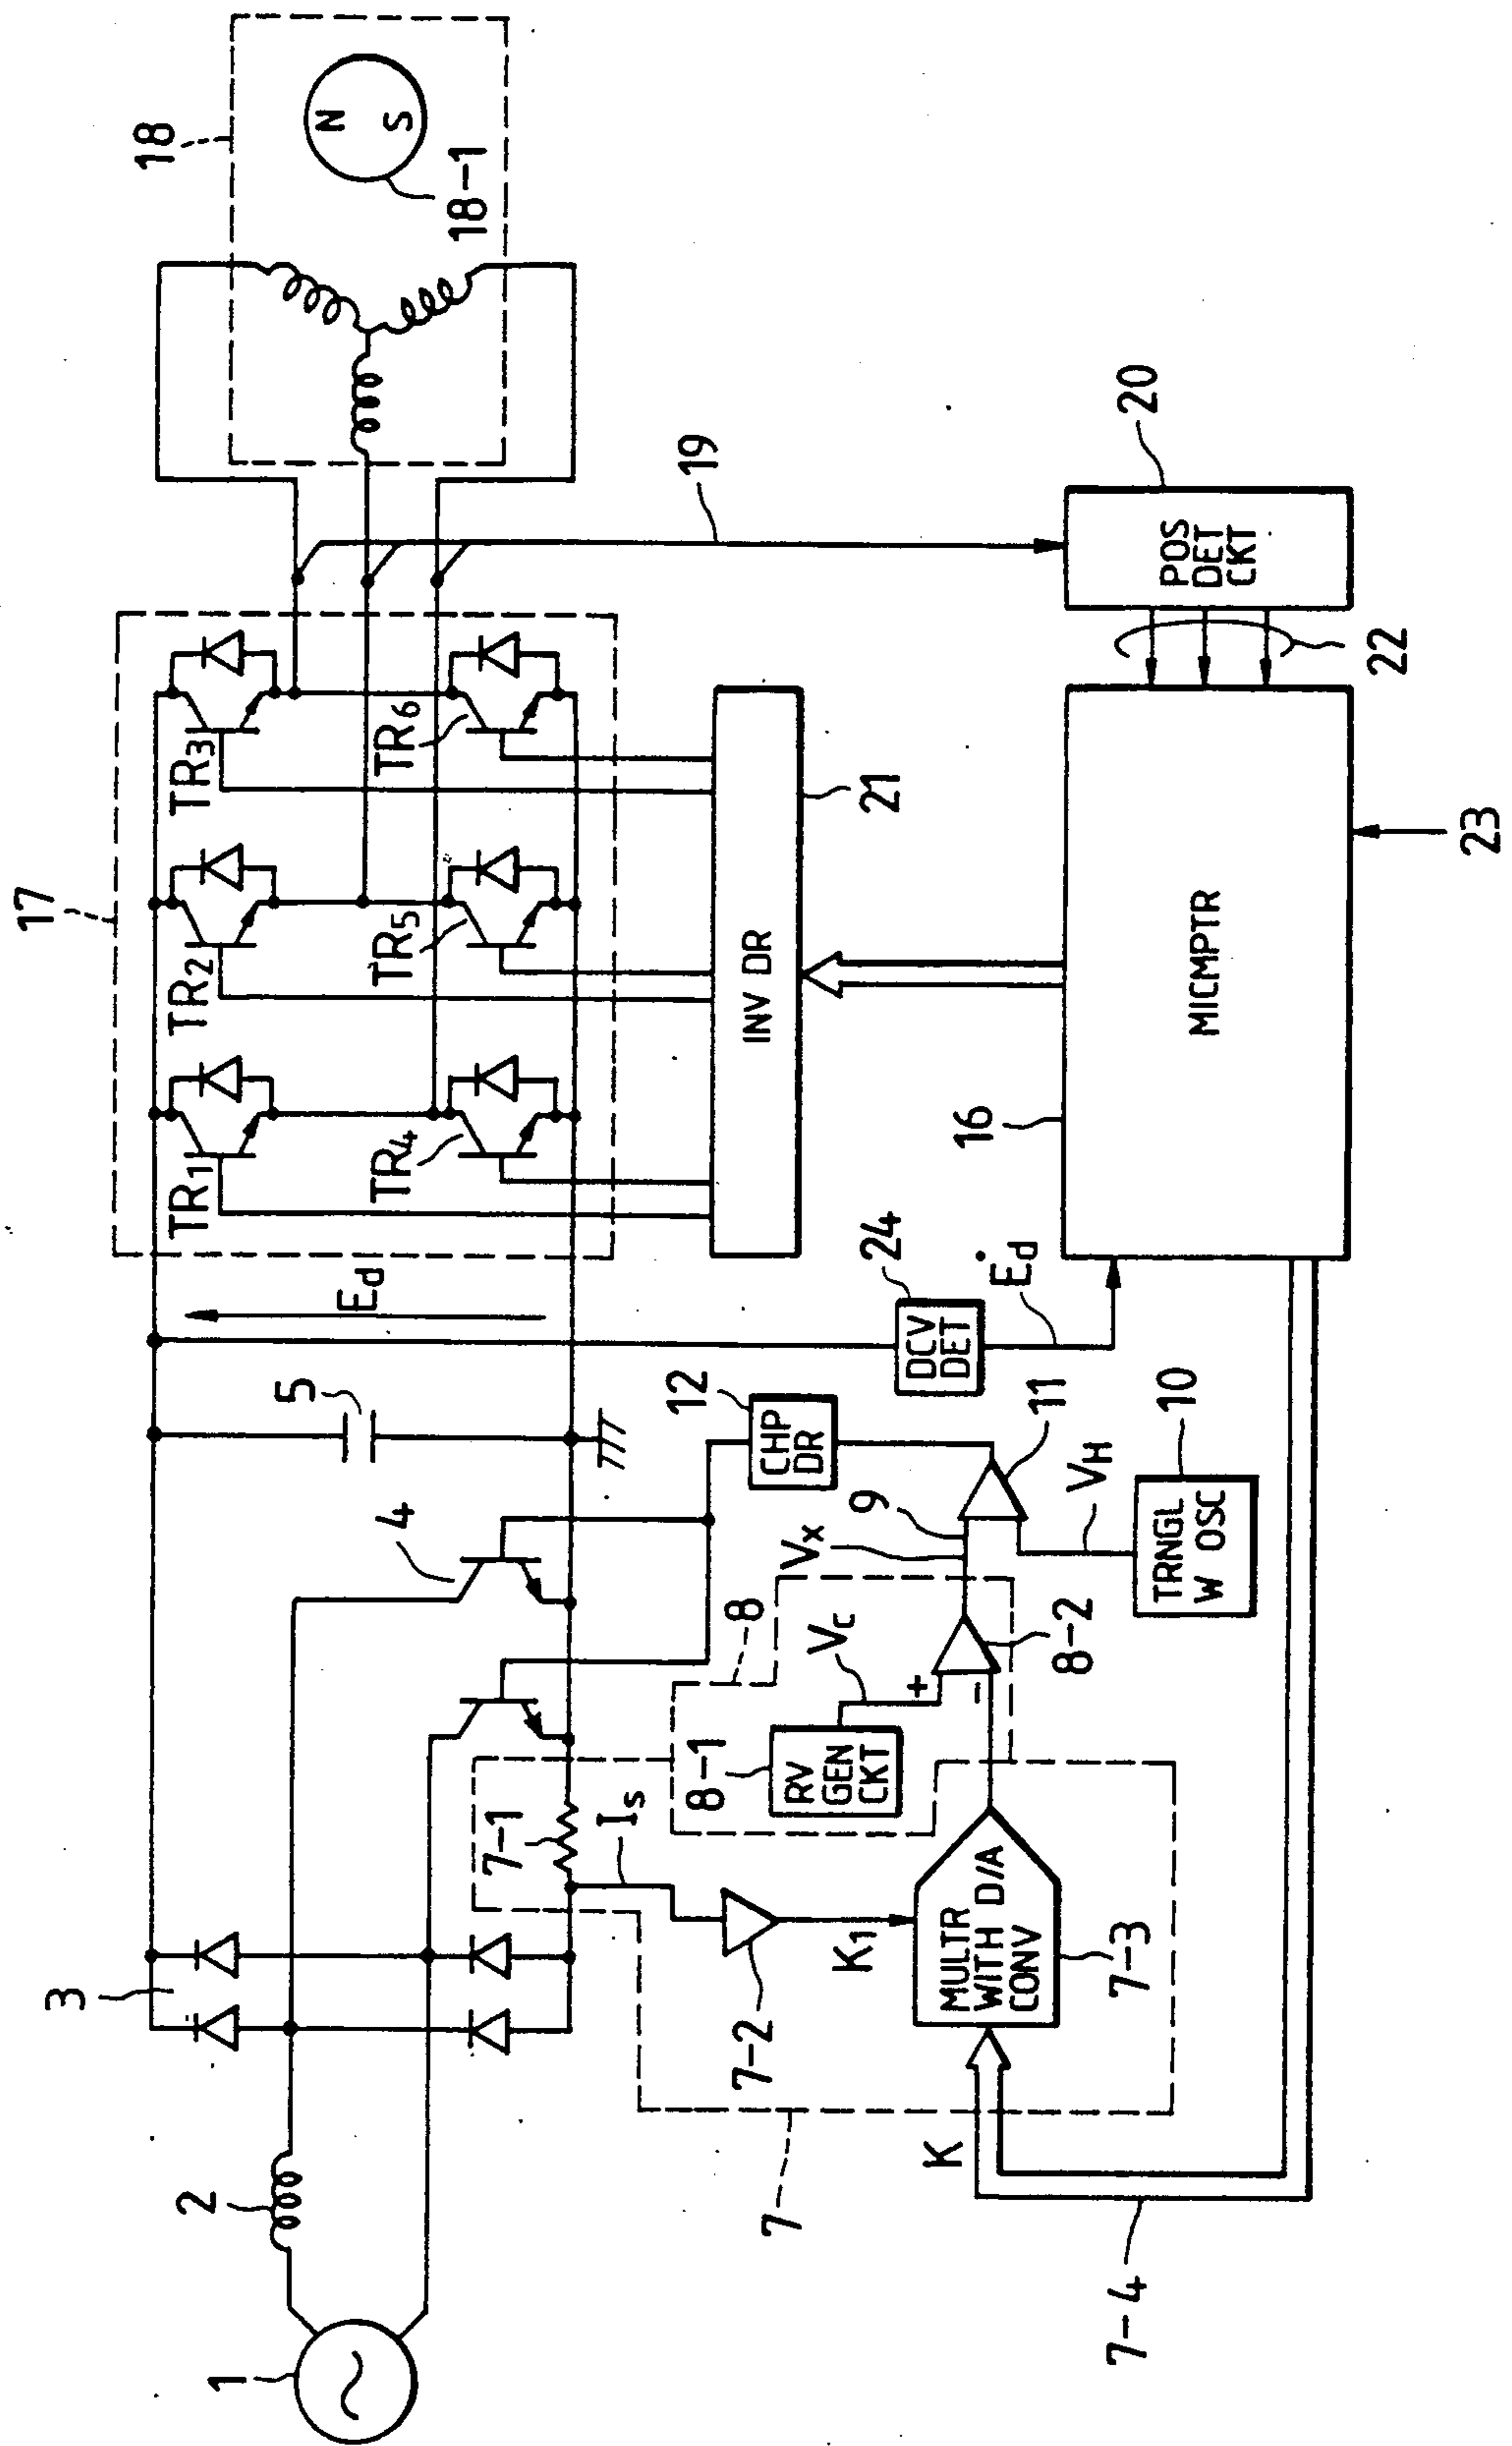 17
18
TR1
TR2
TR3
N
S
18-1
3
5
Ed
TR4
TR5
TR6
1
2
4
19
7-1
Is
12
CHP
DR
24
DCV
DET
Ėd
INV DR
21
8
8-1
RV
GEN
CKT
Vc
+
-
8-2
Vx
9
11
VH
10
TRNGL
W OSC
16
MICMPTR
20
POS
DET
CKT
22
23
7
7-2
K1
K
MULTR
WITH D/A
CONV
7-3
7-4